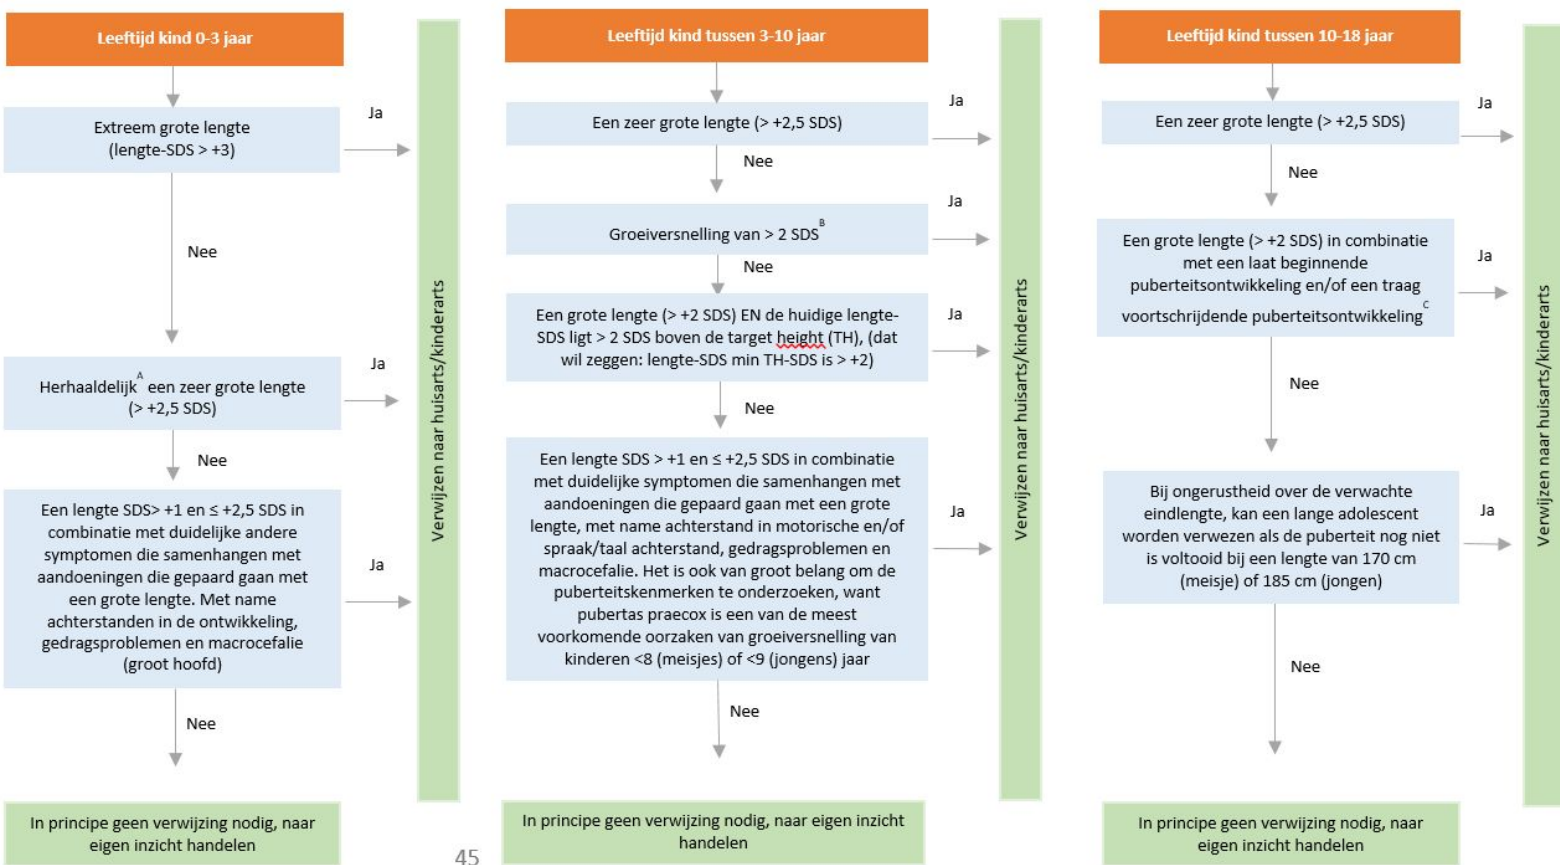 Leeftijd kind 0-3 jaar
Extreem grote lengte
(lengte-SDS > +3)
Ja
Nee
Herhaaldelijk A een zeer grote lengte
(> +2,5 SDS)
Ja
Nee
Een lengte SDS> +1 en ≤ +2,5 SDS in
combinatie met duidelijke andere
symptomen die samenhangen met
aandoeningen die gepaard gaan met
een grote lengte. Met name
achterstanden in de ontwikkeling,
gedragsproblemen en macrocefalie
(groot hoofd)
Ja
Nee
In principe geen verwijzing nodig, naar
eigen inzicht handelen
Verwijzen naar huisarts/kinderarts
Leeftijd kind tussen 3-10 jaar
Een zeer grote lengte (> +2,5 SDS)
Ja
Nee
Groeiversnelling van > 2 SDS B
Ja
Nee
Een grote lengte (> +2 SDS) EN de huidige lengte-
SDS ligt > 2 SDS boven de target height (TH), (dat
wil zeggen: lengte-SDS min TH-SDS is > +2)
Ja
Nee
Een lengte SDS > +1 en ≤ +2,5 SDS in combinatie
met duidelijke symptomen die samenhangen met
aandoeningen die gepaard gaan met een grote
lengte, met name achterstand in motorische en/of
spraak/taal achterstand, gedragsproblemen en
macrocefalie. Het is ook van groot belang om de
puberteitskenmerken te onderzoeken, want
pubertas praecox is een van de meest
voorkomende oorzaken van groeiversnelling van
kinderen <8 (meisjes) of <9 (jongens) jaar
Ja
Nee
In principe geen verwijzing nodig, naar eigen inzicht
handelen
Verwijzen naar huisarts/kinderarts
Leeftijd kind tussen 10-18 jaar
Een zeer grote lengte (> +2,5 SDS)
Ja
Nee
Een grote lengte (> +2 SDS) in combinatie
met een laat beginnende
puberteitsontwikkeling en/of een traag
voortschrijdende puberteitsontwikkeling C
Ja
Nee
Bij ongerustheid over de verwachte
eindlengte, kan een lange adolescent
worden verwezen als de puberteit nog niet
is voltooid bij een lengte van 170 cm
(meisje) of 185 cm (jongen)
Ja
Nee
In principe geen verwijzing nodig, naar
eigen inzicht handelen
Verwijzen naar huisarts/kinderarts
45